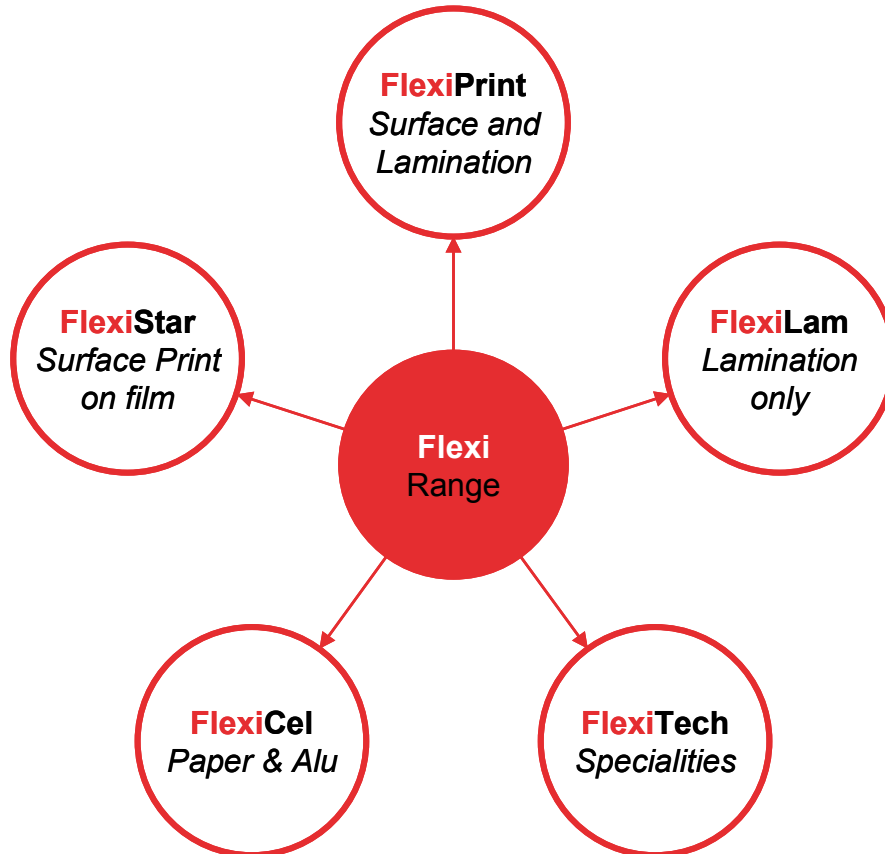 FlexiPrint
Surface and
Lamination
FlexiStar
Surface Print
on film
FlexiLam
Lamination
only
Flexi
Range
FlexiCel
Paper & Alu
FlexiTech
Specialities